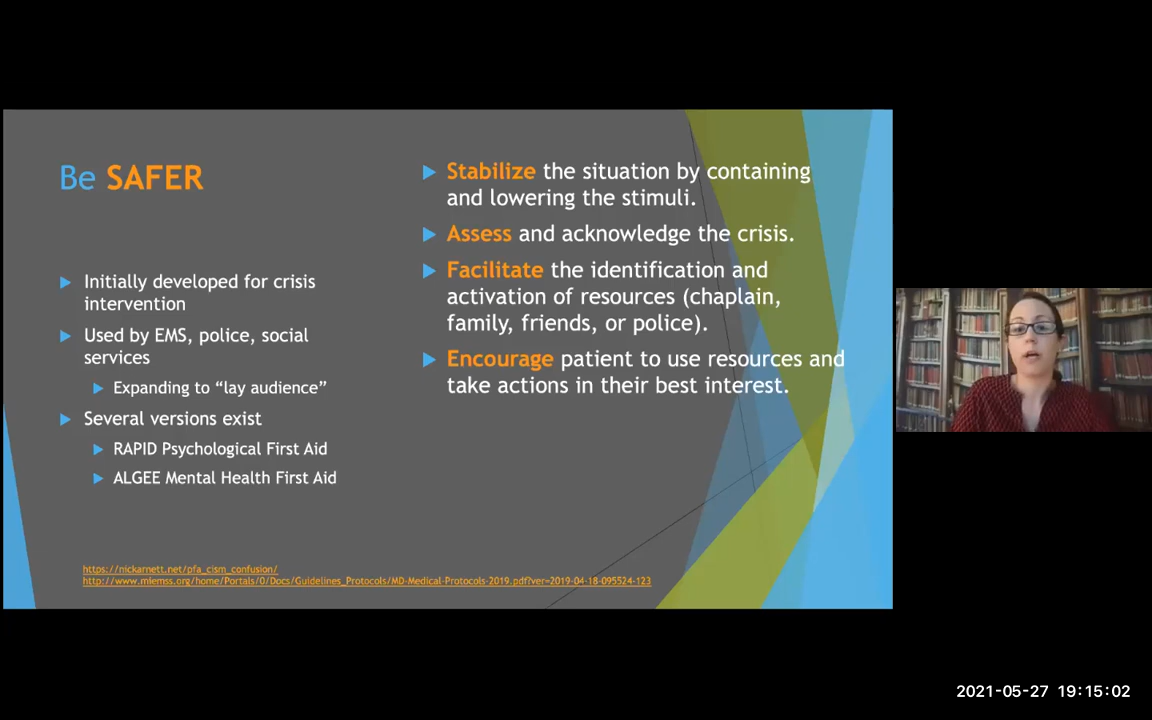 Be SAFER
Initially developed for crisis
intervention
Used by EMS, police, social
services
Expanding to “lay audience”
Several versions exist
RAPID Psychological First Aid
ALGEE Mental Health First Aid
Stabilize the situation by containing
and lowering the stimuli.
Assess and acknowledge the crisis.
Facilitate the identification and
activation of resources (chaplain,
family, friends, or police).
Encourage patient to use resources and
take actions in their best interest.
https://nickarnett.net/pfa_cism_confusion/
http://www.miemss.org/home/Portals/0/Docs/Guidelines_Protocols/MD-Medical-Protocols-2019.pdf?ver=2019-04-18-095524-123
2021-05-27 19:15:02